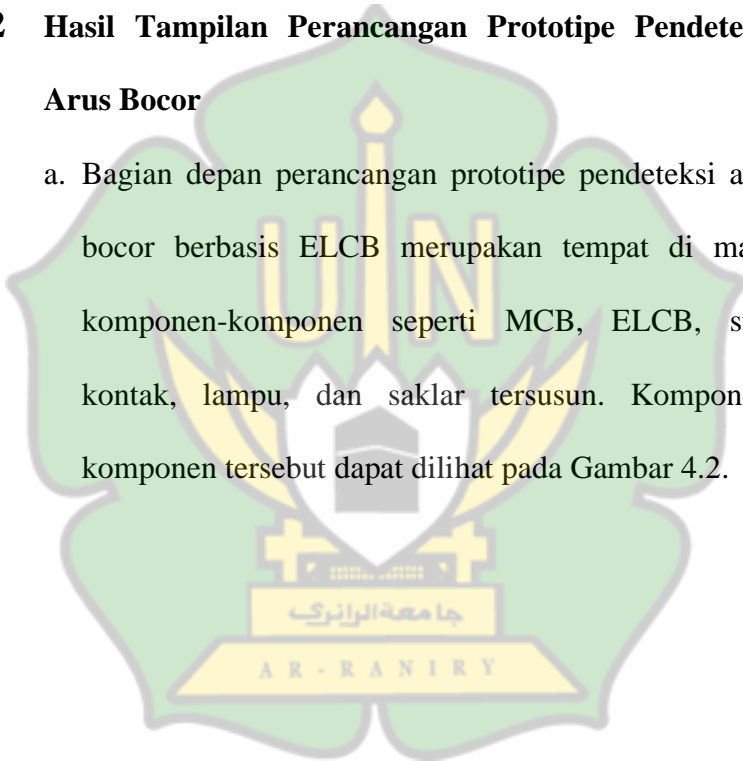 2 Hasil Tampilan Perancangan Prototipe Pendete
Arus Bocor
a. Bagian depan perancangan prototipe pendeteksi a
bocor berbasis ELCB merupakan tempat di ma
komponen-komponen seperti MCB, ELCB, s
kontak, lampu, dan saklar tersusun. Kompon
komponen tersebut dapat dilihat pada Gambar 4.2.
UIN
جامعةالرانري
AR-RANIRY